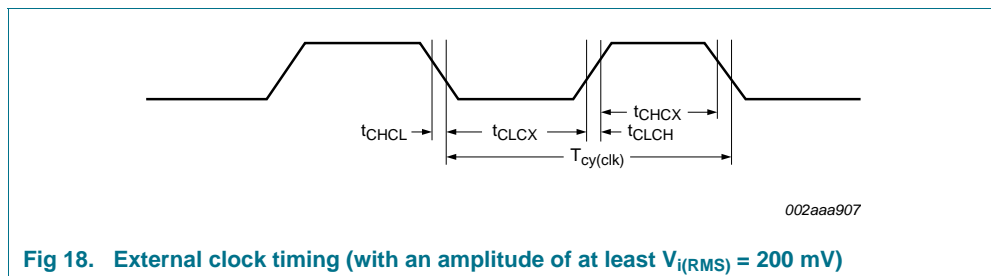 tCHCX
tCHCL
tCLCX
tCLCH
Tcy(clk)
002aaa907
Fig 18. External clock timing (with an amplitude of at least Vi(RMS) = 200 mV)